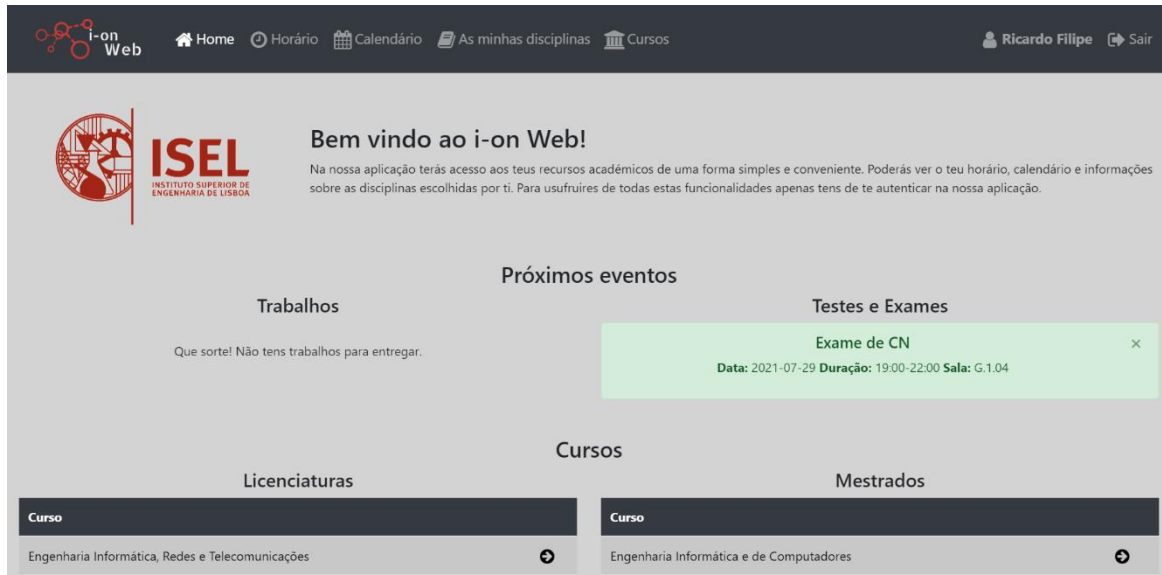 i-on
Web
Home Horário Calendário As minhas disciplinas Cursos Ricardo Filipe Sair
ISEL
INSTITUTO SUPERIOR DE
ENGENHARIA DE LISBOA
Bem vindo ao i-on Web!
Na nossa aplicação terás acesso aos teus recursos académicos de uma forma simples e conveniente. Poderás ver o teu horário, calendário e informações
sobre as disciplinas escolhidas por ti. Para usufruires de todas estas funcionalidades apenas tens de te autenticar na nossa aplicação.
Próximos eventos
Trabalhos
Que sorte! Não tens trabalhos para entregar.
Testes e Exames
Exame de CN ×
Data: 2021-07-29 Duração: 19:00-22:00 Sala: G.1.04
Cursos
Licenciaturas
Curso
Engenharia Informática, Redes e Telecomunicações
Mestrados
Curso
Engenharia Informática e de Computadores